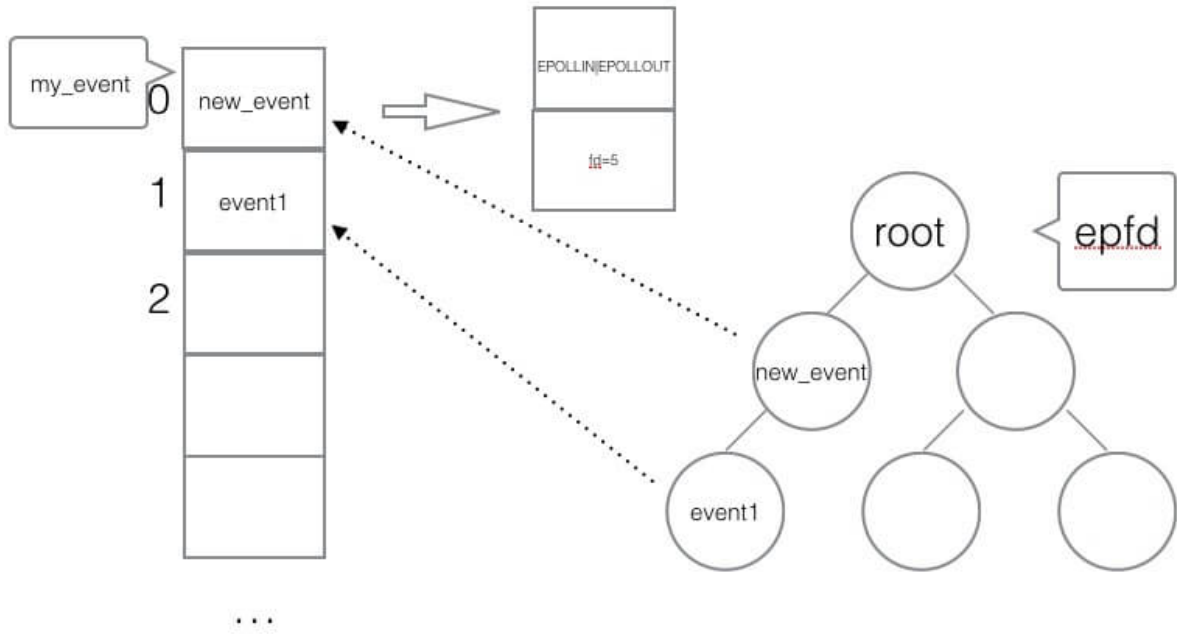 my_event
0
new_event
EPOLLIN|EPOLLOUT
fd=5
1
event1
2
root
epfd
new_event
event1
...